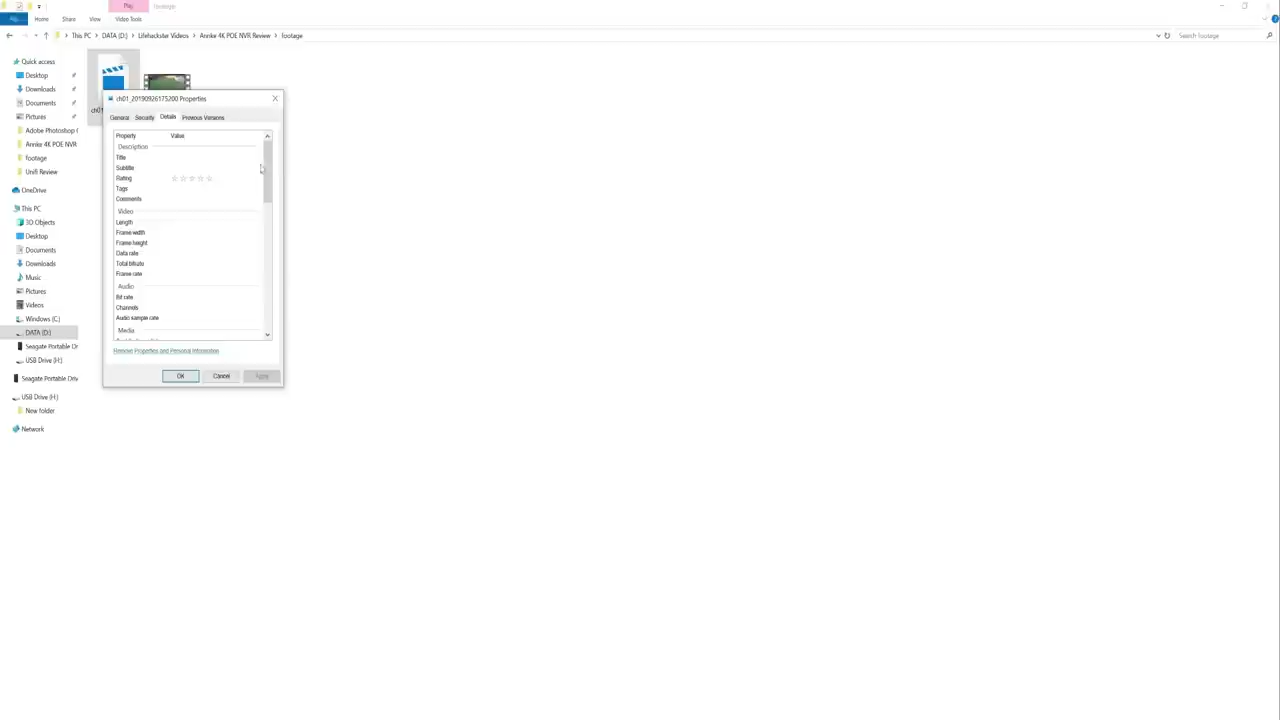 Play
footage
Home
Share
View
Video Tools
This PC
DATA (D:)
Lifehackster Videos
Annke 4K POE NVR Review
footage
Search footage
Quick access
Desktop
Downloads
Documents
Pictures
Adobe Photoshop C
Annke 4K POE NVR
footage
Unifi Review
OneDrive
This PC
3D Objects
Desktop
Documents
Downloads
Music
Pictures
Videos
Windows (C:)
DATA (D:)
Seagate Portable Dr
USB Drive (H:)
Seagate Portable Driv
USB Drive (H:)
New folder
Network
ch01
ch01_20190926175200 Properties
General
Security
Details
Previous Versions
Property Value
Description
Title
Subtitle
Rating
Tags
Comments
Video
Length
Frame width
Frame height
Data rate
Total bitrate
Frame rate
Audio
Bit rate
Channels
Audio sample rate
Media
Remove Properties and Personal Information
OK
Cancel
Apply